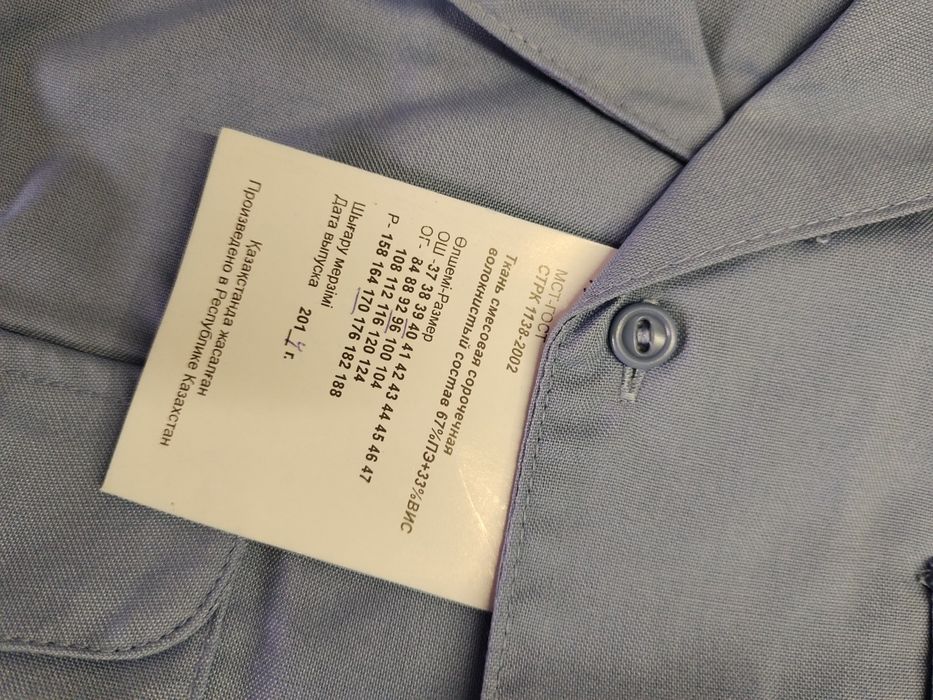 МСТ-ГОСТ
СТРК 1138-2002
Ткань смесовая сорочечная
волокнистый состав 67%ПЭ+33%ВИС
Өлшемі-Размер
ОШ -37 38 39 40 41 42 43 44 45 46 47
ОГ- 84 88 92 96 100 104
108 112 116 120 124
Р- 158 164 170 176 182 188
Шығару мерзімі
Дата выпуска 201_г.
Қазақстанда жасалған
Произведено в Республике Казахстан